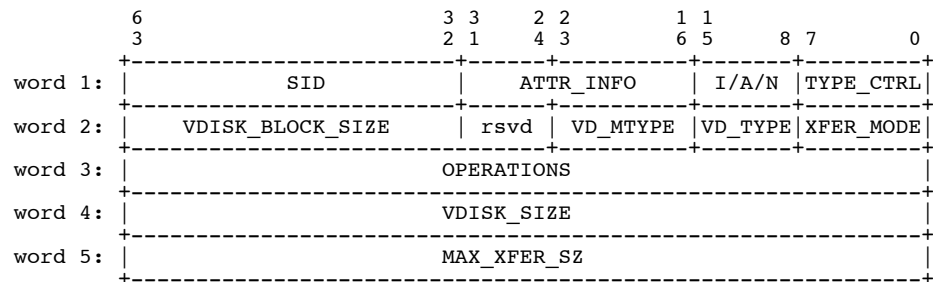 6 3 3 2 2 1 1
3 2 1 4 3 6 5 8 7 0
word 1: | SID | ATTR_INFO | I/A/N |TYPE_CTRL|
word 2: | VDISK_BLOCK_SIZE | rsvd | VD_MTYPE |VD_TYPE|XFER_MODE|
word 3: | OPERATIONS |
word 4: | VDISK_SIZE |
word 5: | MAX_XFER_SZ |